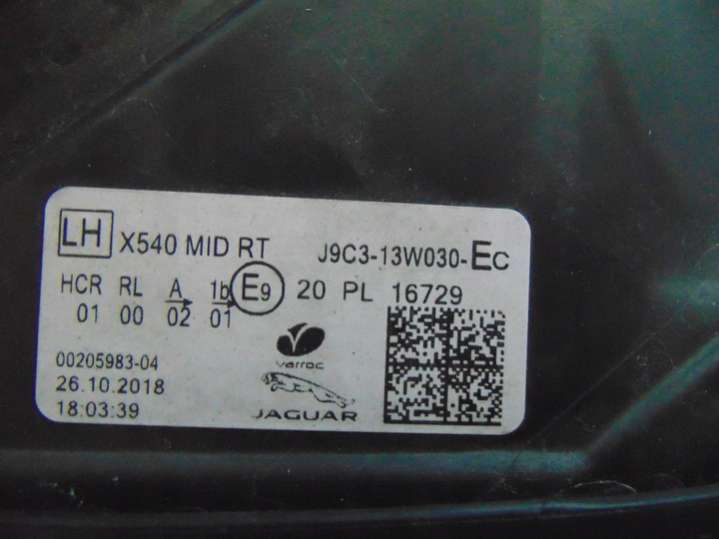 LH X540 MID RT J9C3-13W030-EC
HCR RL A 1b E9 20 PL 16729
01 00 02 01
00205983-04
26.10.2018
18:03:39
varroc
JAGUAR